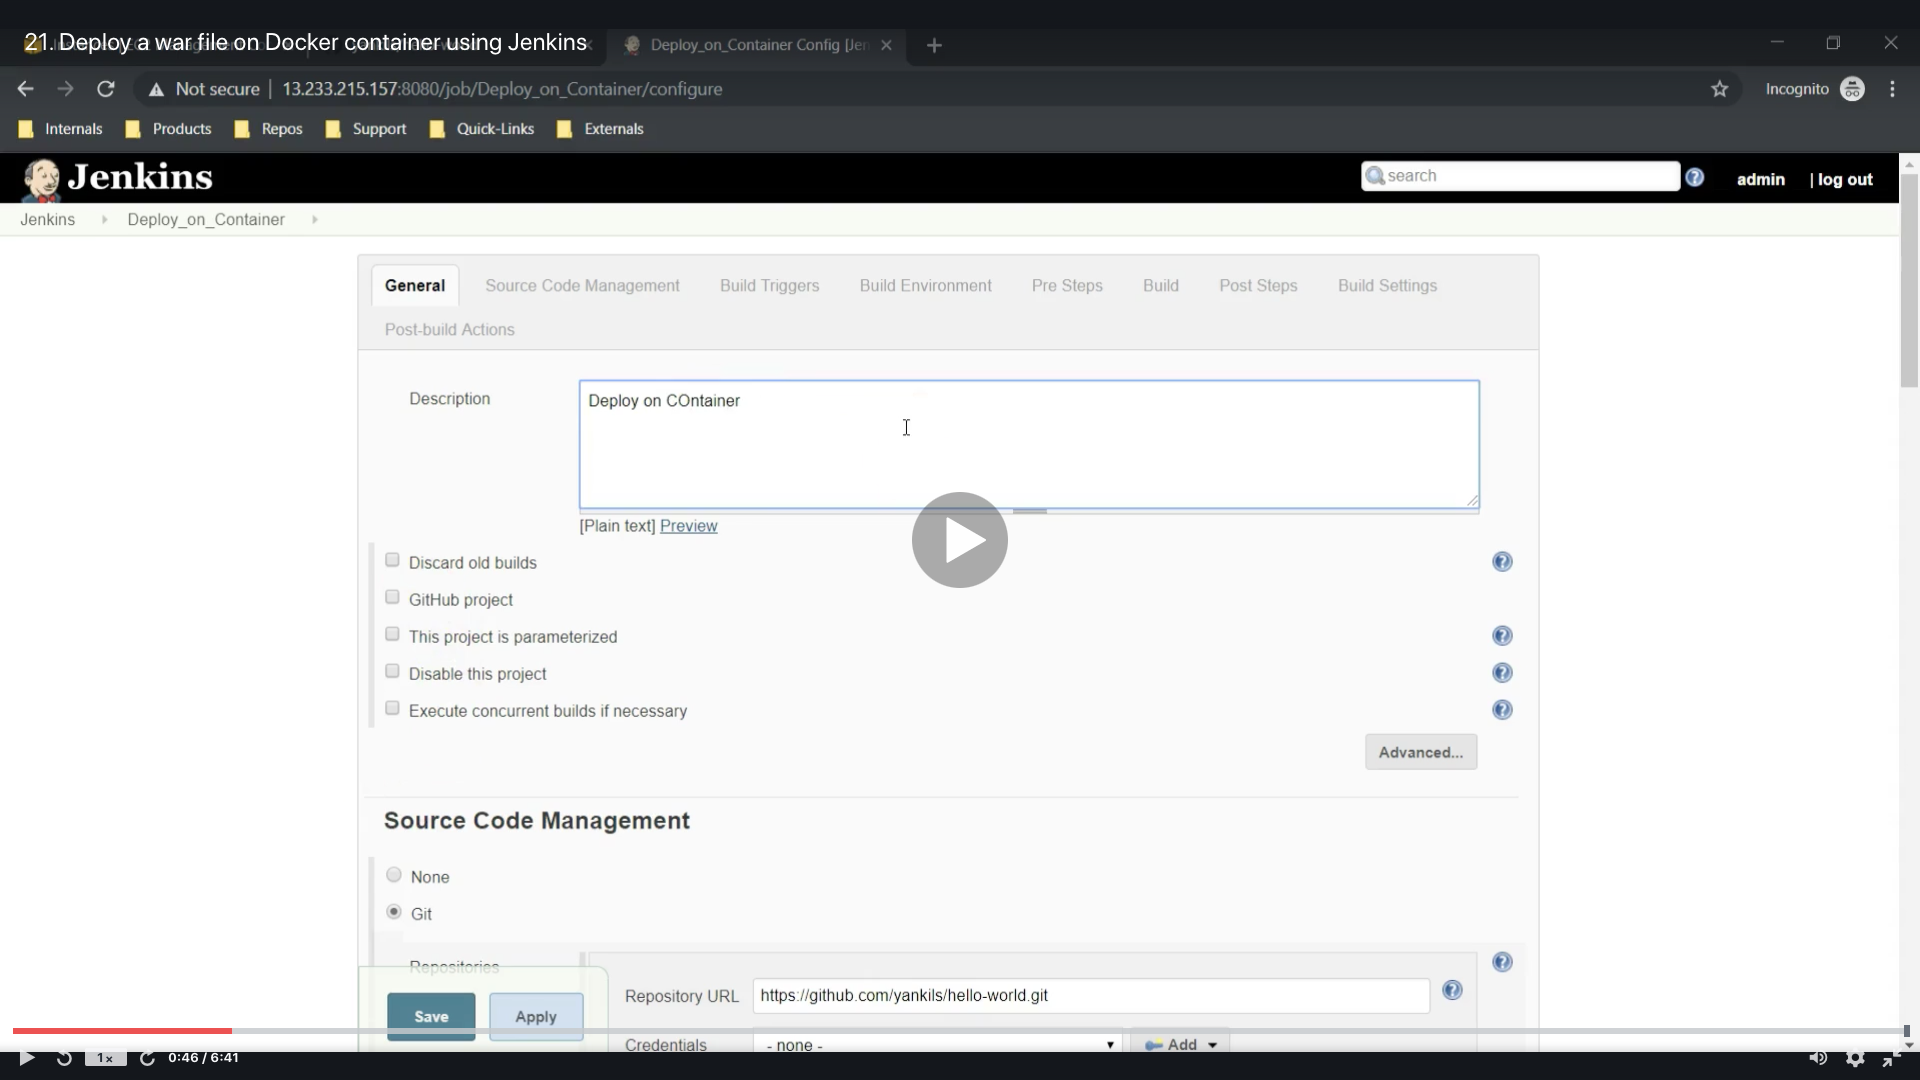 21. Deploy a war file on Docker container using Jenkins
Deploy_on_Container Config [Jen
Not secure | 13.233.215.157:8080/job/Deploy_on_Container/configure
Incognito
Internals Products Repos Support Quick-Links Externals
Jenkins
search
admin | log out
Jenkins Deploy_on_Container
General Source Code Management Build Triggers Build Environment Pre Steps Build Post Steps Build Settings
Post-build Actions
Description
Deploy on COntainer
[Plain text] Preview
Discard old builds
GitHub project
This project is parameterized
Disable this project
Execute concurrent builds if necessary
Advanced...
Source Code Management
None
Git
Repositories
Repository URL https://github.com/yankils/hello-world.git
Save Apply
Credentials - none - Add
1x 0:46 / 6:41